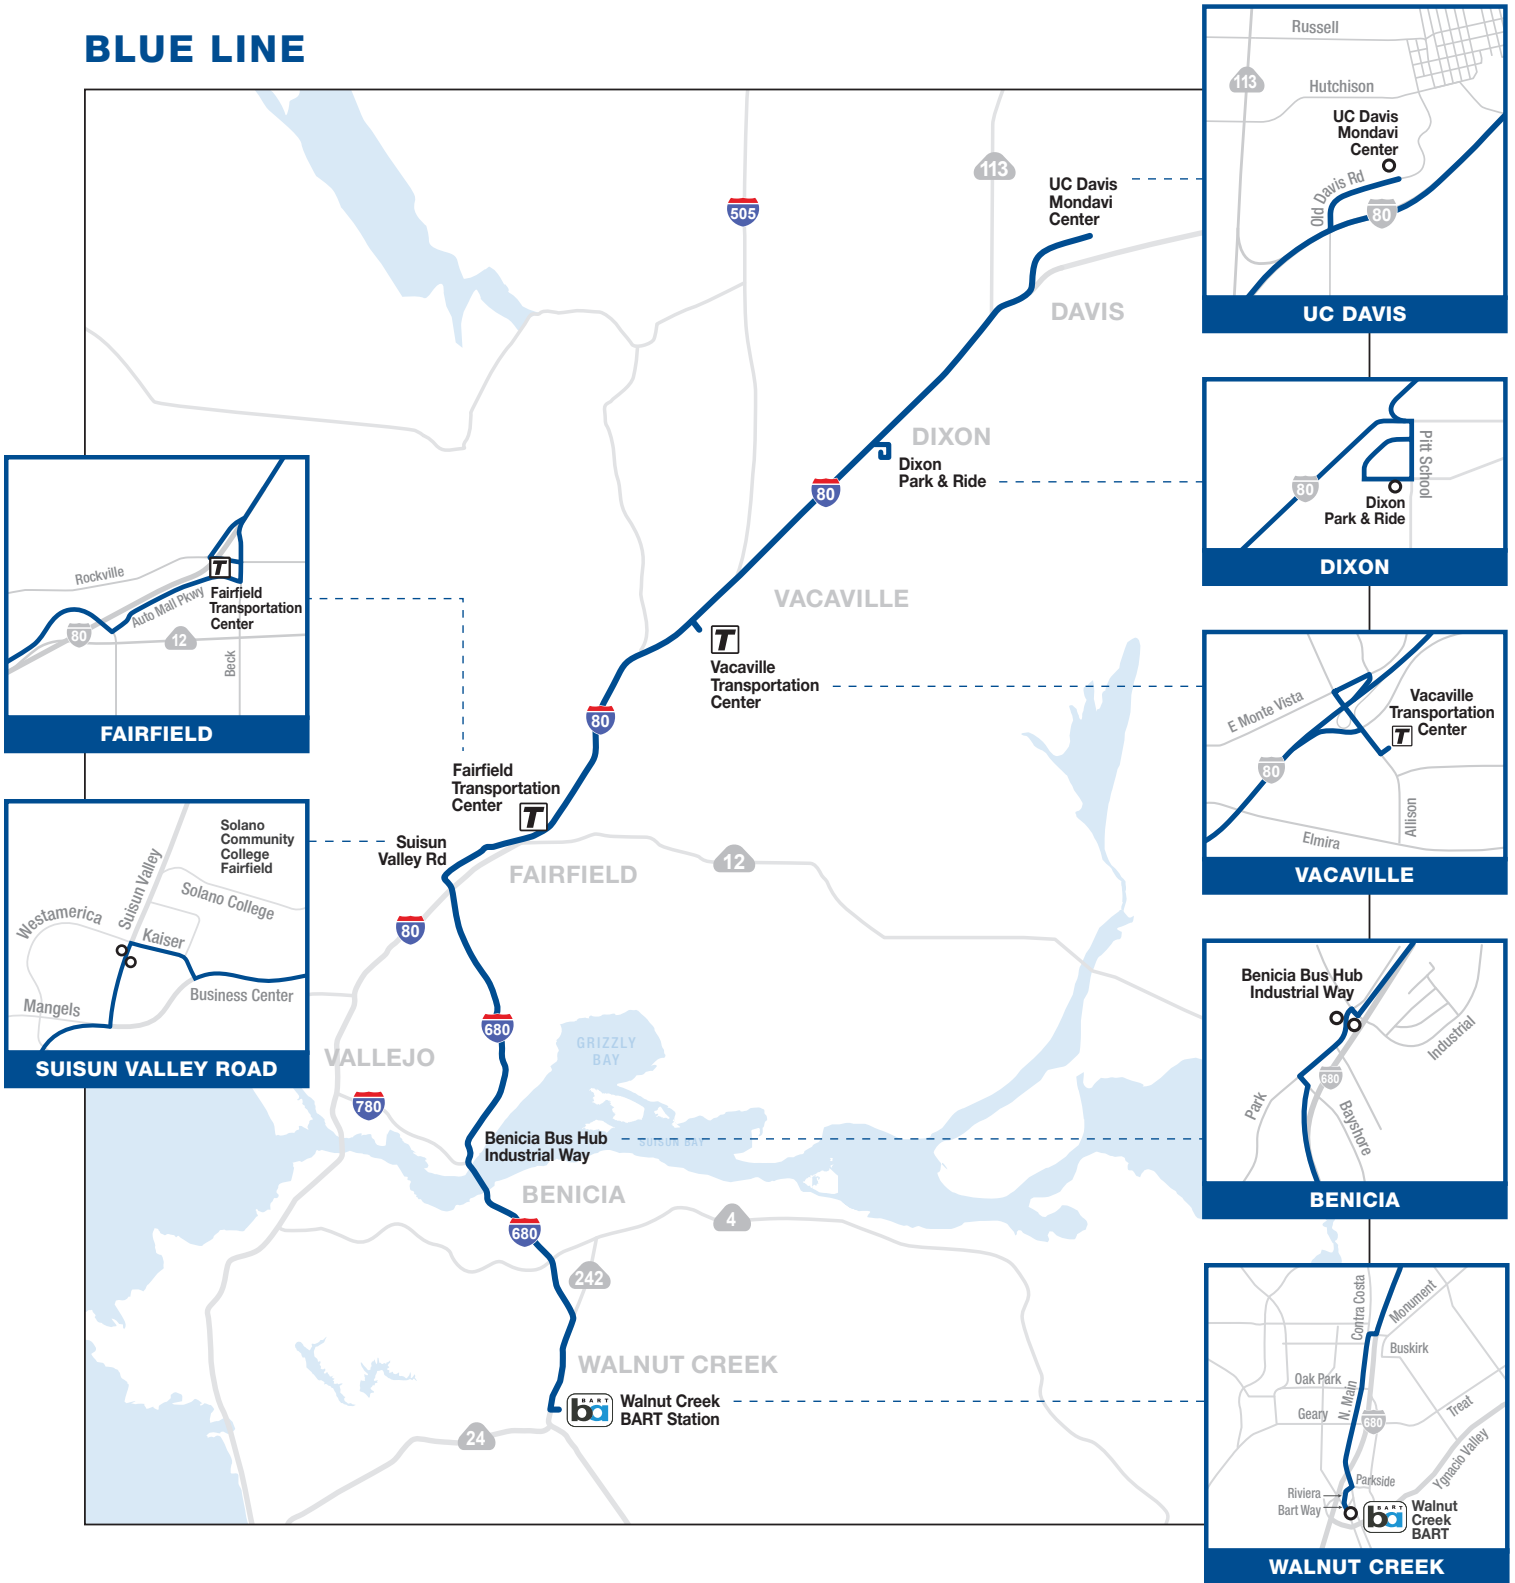 BLUE LINE
505
113
UC Davis
Mondavi
Center
DAVIS
DIXON
Dixon
Park & Ride
80
VACAVILLE
T
Vacaville
Transportation
Center
80
Fairfield
Transportation
Center
T
Suisun
Valley Rd
FAIRFIELD
12
80
680
GRIZZLY
BAY
VALLEJO
780
Benicia Bus Hub
Industrial Way
SUISUN BAY
BENICIA
680
4
242
WALNUT CREEK
BART
ba
Walnut Creek
BART Station
24
Rockville
Auto Mall Pkwy
T
Fairfield
Transportation
Center
80
12
Beck
FAIRFIELD
Solano
Community
College
Fairfield
Suisun Valley
Solano College
Westamerica
Kaiser
Business Center
Mangels
SUISUN VALLEY ROAD
Russell
113
Hutchison
UC Davis
Mondavi
Center
Old Davis Rd
80
UC DAVIS
Pitt School
80
Dixon
Park & Ride
DIXON
E Monte Vista
Vacaville
Transportation
T Center
80
Allison
Elmira
VACAVILLE
Benicia Bus Hub
Industrial Way
Industrial
680
Park
Bayshore
BENICIA
Contra Costa
Monument
Buskirk
Oak Park
N. Main
Geary
680
Treat
Ygnacio Valley
Parkside
Riviera
Bart Way
BART
ba
Walnut
Creek
BART
WALNUT CREEK